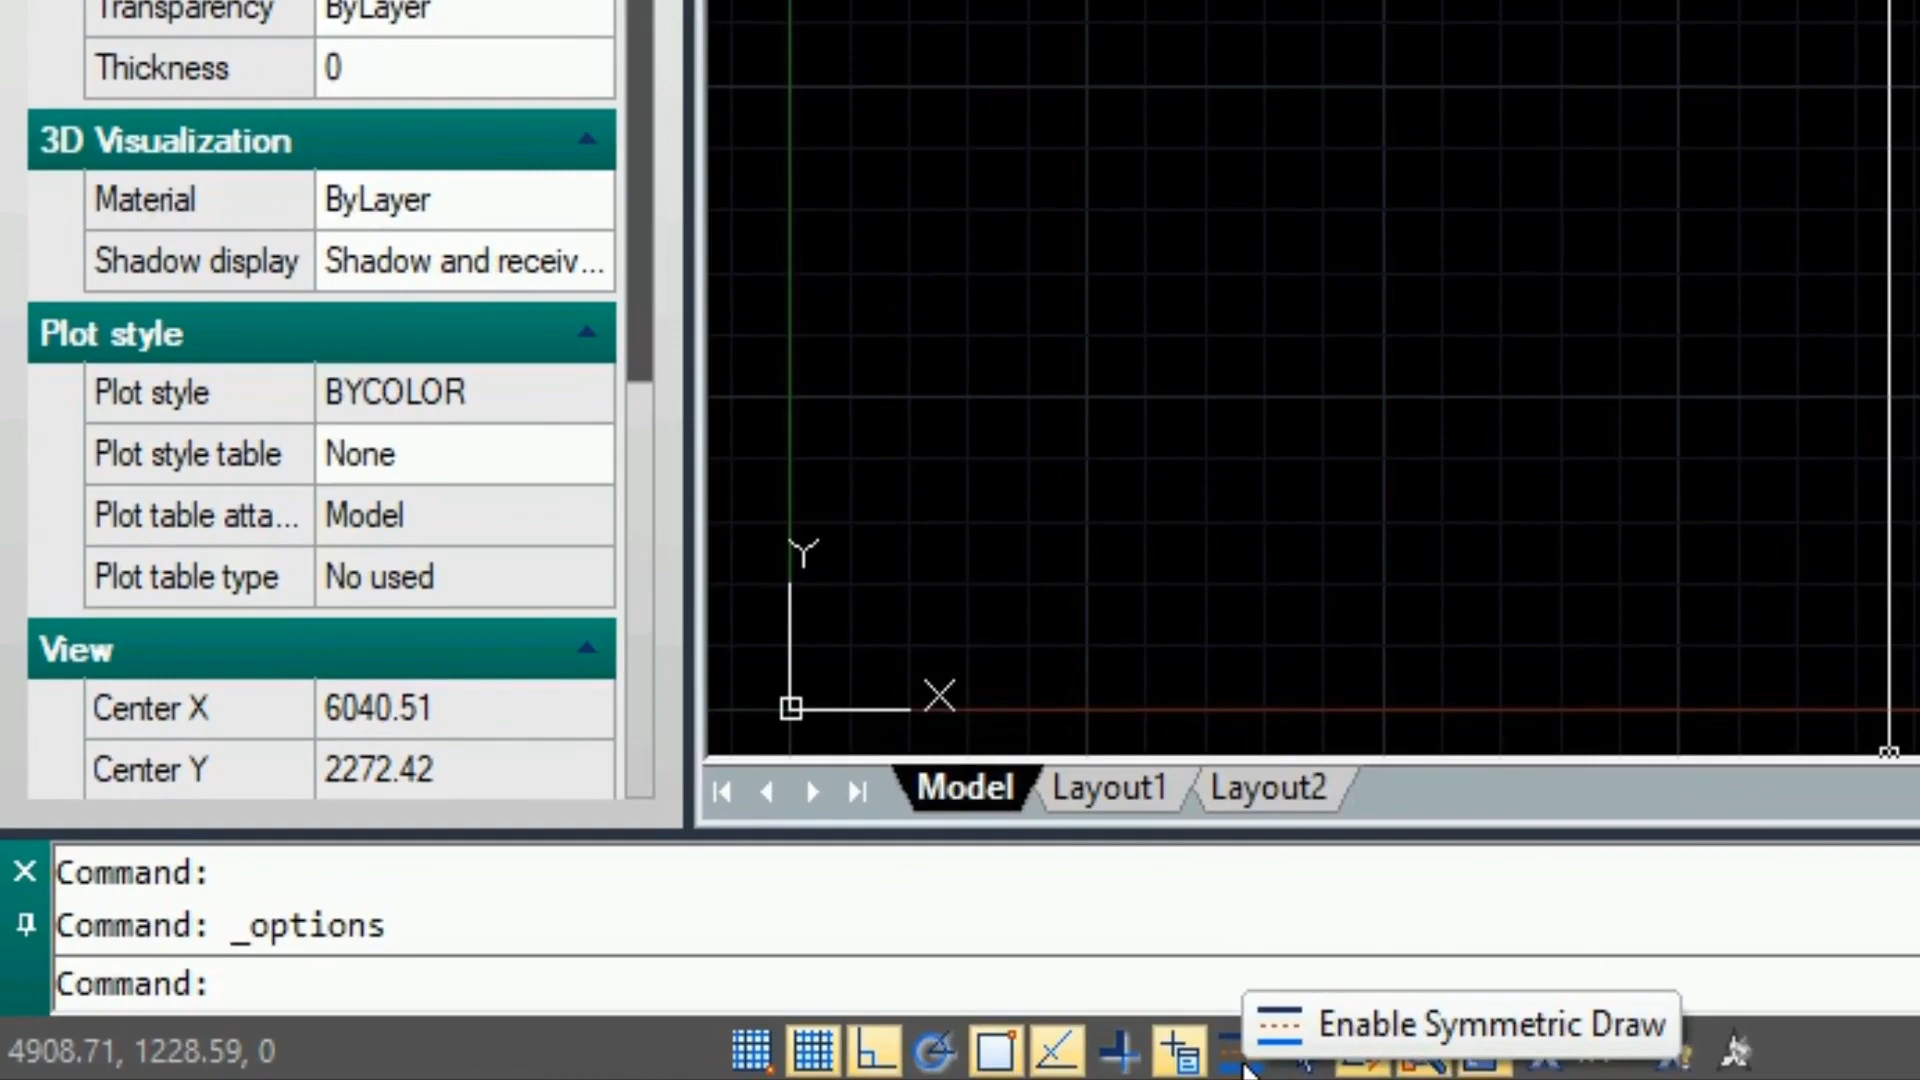 Transparency ByLayer
Thickness 0
3D Visualization
Material ByLayer
Shadow display Shadow and receiv...
Plot style
Plot style BYCOLOR
Plot style table None
Plot table atta... Model
Plot table type No used
View
Center X 6040.51
Center Y 2272.42
Y
X
Model Layout1 Layout2
Command:
Command: _options
Command:
Enable Symmetric Draw
4908.71, 1228.59, 0